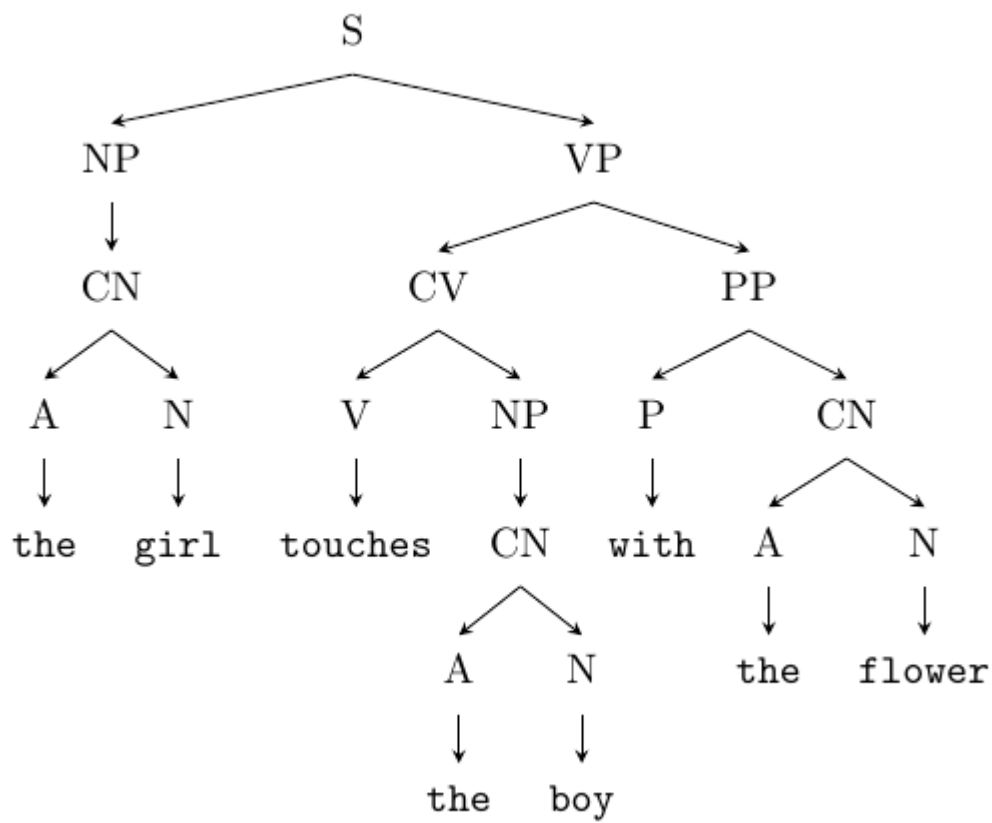 S
NP VP
CN CV PP
A N V NP P CN
the girl touches CN with A N
A N the flower
the boy